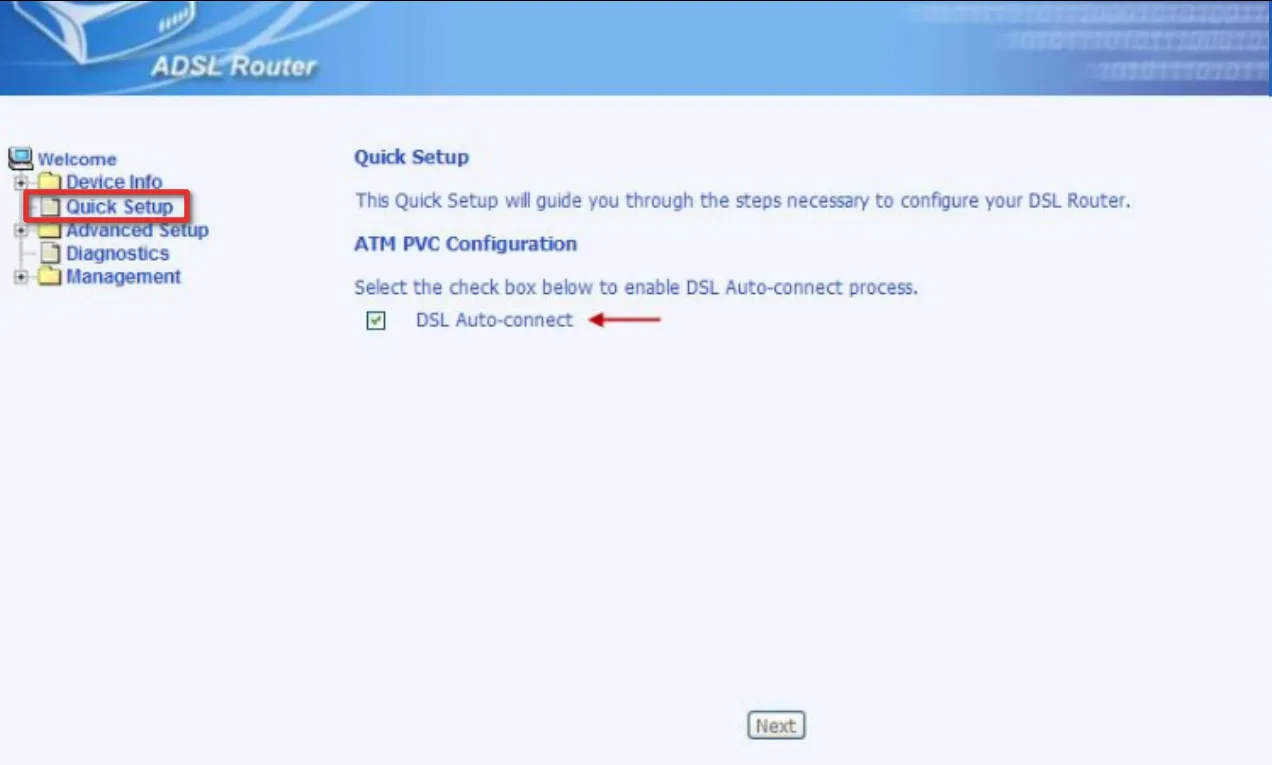 ADSL Router
Welcome
Device Info
Quick Setup
Advanced Setup
Diagnostics
Management
Quick Setup
This Quick Setup will guide you through the steps necessary to configure your DSL Router.
ATM PVC Configuration
Select the check box below to enable DSL Auto-connect process.
DSL Auto-connect
Next